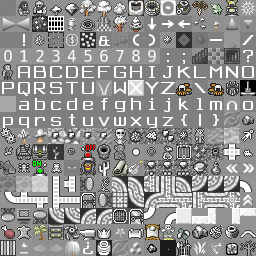 ! $ & ( ) - /
0 1 2 3 4 5 6 7 8 9 : ; ?
A B C D E F G H I J K L M N O
P Q R S T U V W X Y Z
a b c d e f g h i j k l m n o
p q r s t u v w x y z { | }